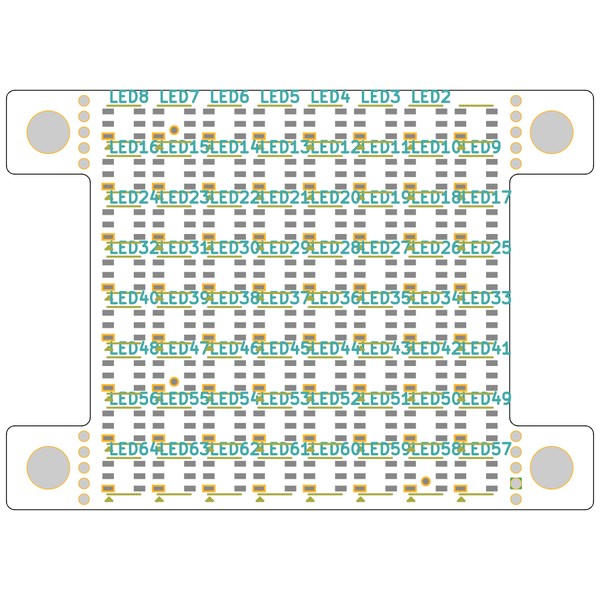 LED8 LED7 LED6 LED5 LED4 LED3 LED2
LED16 LED15 LED14 LED13 LED12 LED11 LED10 LED9
LED24 LED23 LED22 LED21 LED20 LED19 LED18 LED17
LED32 LED31 LED30 LED29 LED28 LED27 LED26 LED25
LED40 LED39 LED38 LED37 LED36 LED35 LED34 LED33
LED48 LED47 LED46 LED45 LED44 LED43 LED42 LED41
LED56 LED55 LED54 LED53 LED52 LED51 LED50 LED49
LED64 LED63 LED62 LED61 LED60 LED59 LED58 LED57